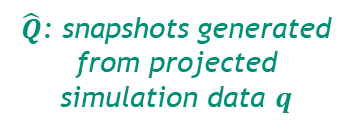 Q̂: snapshots generated
from projected
simulation data q